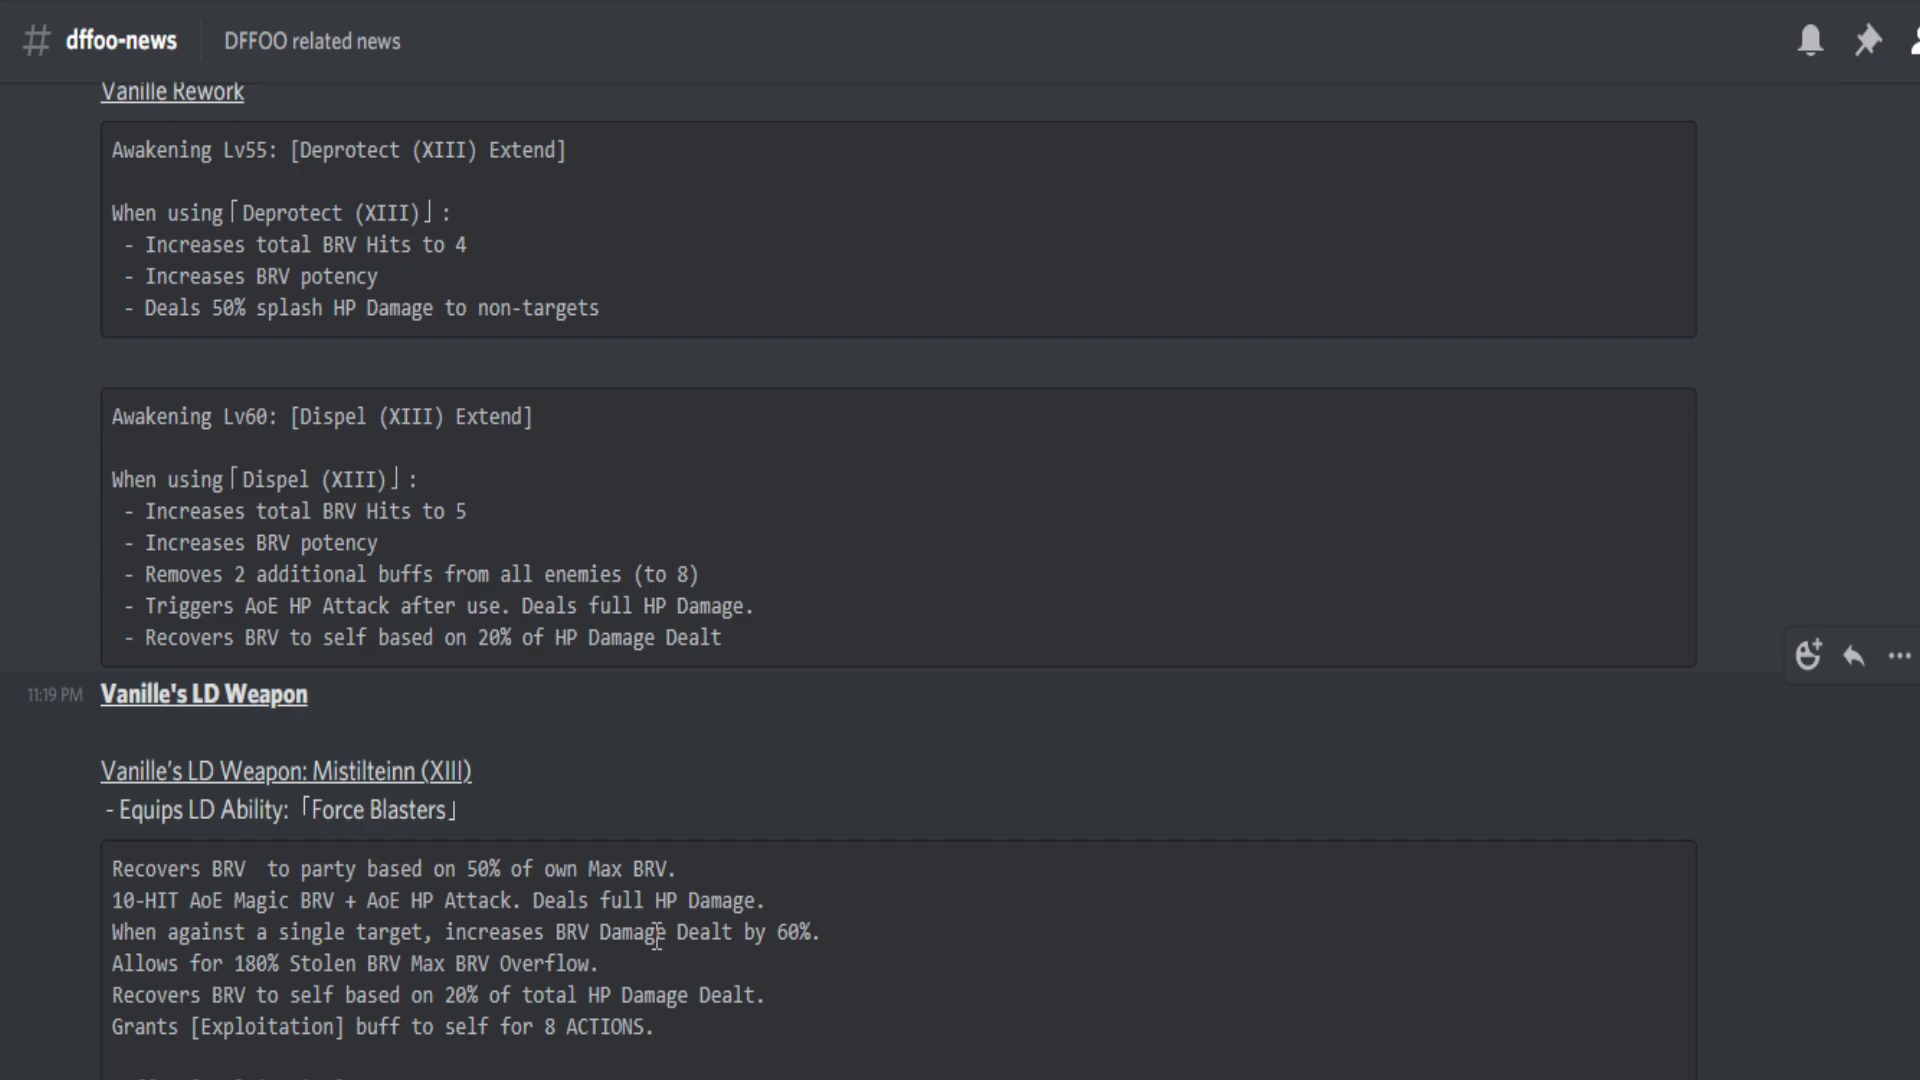 # dffoo-news DFFOO related news
Vanille Rework
Awakening Lv55: [Deprotect (XIII) Extend]
When using「Deprotect (XIII)」:
- Increases total BRV Hits to 4
- Increases BRV potency
- Deals 50% splash HP Damage to non-targets
Awakening Lv60: [Dispel (XIII) Extend]
When using「Dispel (XIII)」:
- Increases total BRV Hits to 5
- Increases BRV potency
- Removes 2 additional buffs from all enemies (to 8)
- Triggers AoE HP Attack after use. Deals full HP Damage.
- Recovers BRV to self based on 20% of HP Damage Dealt
11:19 PM Vanille's LD Weapon
Vanille's LD Weapon: Mistilteinn (XIII)
- Equips LD Ability: 「Force Blasters」
Recovers BRV  to party based on 50% of own Max BRV.
10-HIT AoE Magic BRV + AoE HP Attack. Deals full HP Damage.
When against a single target, increases BRV Damage Dealt by 60%.
Allows for 180% Stolen BRV Max BRV Overflow.
Recovers BRV to self based on 20% of total HP Damage Dealt.
Grants [Exploitation] buff to self for 8 ACTIONS.